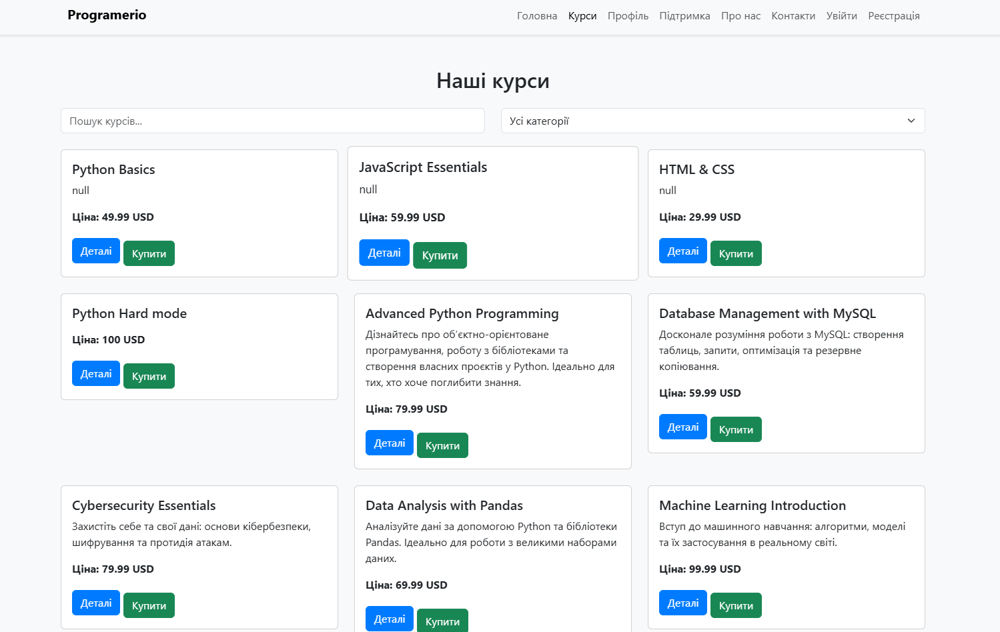 Programerio
Головна Курси Профіль Підтримка Про нас Контакти Увійти Реєстрація
Наші курси
Пошук курсів...
Усі категорії
Python Basics
null
Ціна: 49.99 USD
Деталі Купити
JavaScript Essentials
null
Ціна: 59.99 USD
Деталі Купити
HTML & CSS
null
Ціна: 29.99 USD
Деталі Купити
Python Hard mode
Ціна: 100 USD
Деталі Купити
Advanced Python Programming
Дізнайтесь про об'єктно-орієнтоване
програмування, роботу з бібліотеками та
створення власних проєктів у Python. Ідеально для
тих, хто хоче поглибити знання.
Ціна: 79.99 USD
Деталі Купити
Database Management with MySQL
Досконале розуміння роботи з MySQL: створення
таблиць, запити, оптимізація та резервне
копіювання.
Ціна: 59.99 USD
Деталі Купити
Cybersecurity Essentials
Захистіть себе та свої дані: основи кібербезпеки,
шифрування та протидія атакам.
Ціна: 79.99 USD
Деталі Купити
Data Analysis with Pandas
Аналізуйте дані за допомогою Python та бібліотеки
Pandas. Ідеально для роботи з великими наборами
даних.
Ціна: 69.99 USD
Деталі Купити
Machine Learning Introduction
Вступ до машинного навчання: алгоритми, моделі
та їх застосування в реальному світі.
Ціна: 99.99 USD
Деталі Купити